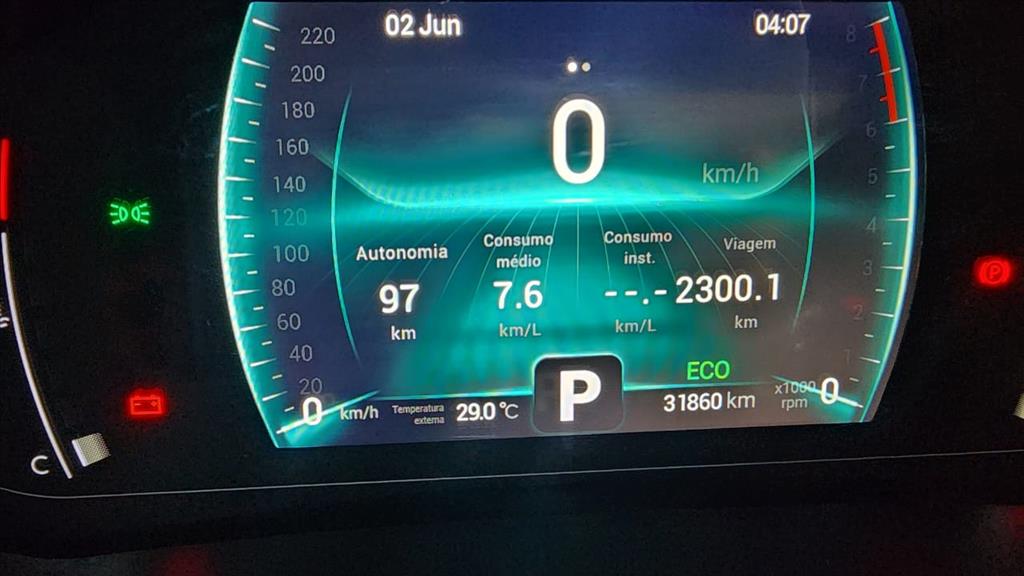 02 Jun
04:07
220
200
180
160
140
120
100
80
60
40
20
0
km/h
0
km/h
8
7
6
5
4
3
2
1
0
x1000
rpm
Autonomia
97
km
Consumo
médio
7.6
km/L
Consumo
inst.
--.-
km/L
Viagem
2300.1
km
Temperatura
externa
29.0 °C
P
ECO
31860 km
P
C